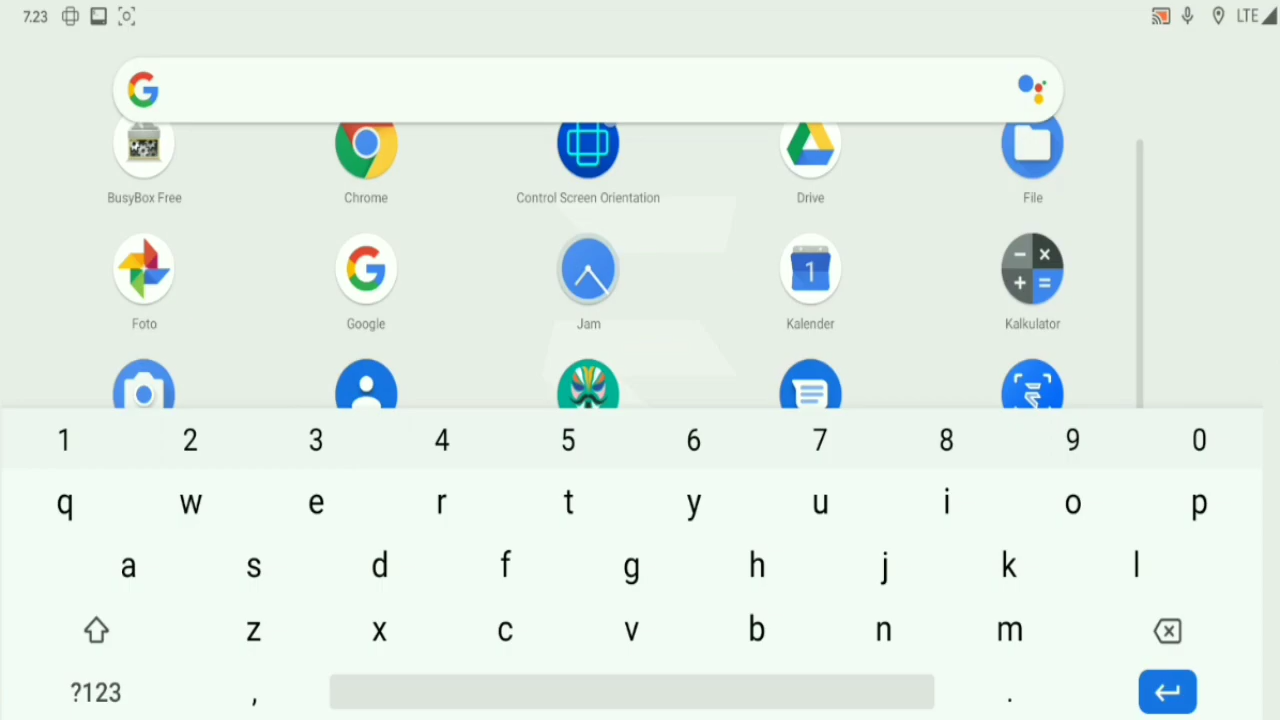 7.23 LTE
BusyBox Free Chrome Control Screen Orientation Drive File
Foto Google Jam Kalender Kalkulator
1 2 3 4 5 6 7 8 9 0
q w e r t y u i o p
a s d f g h j k l
z x c v b n m
?123 , .